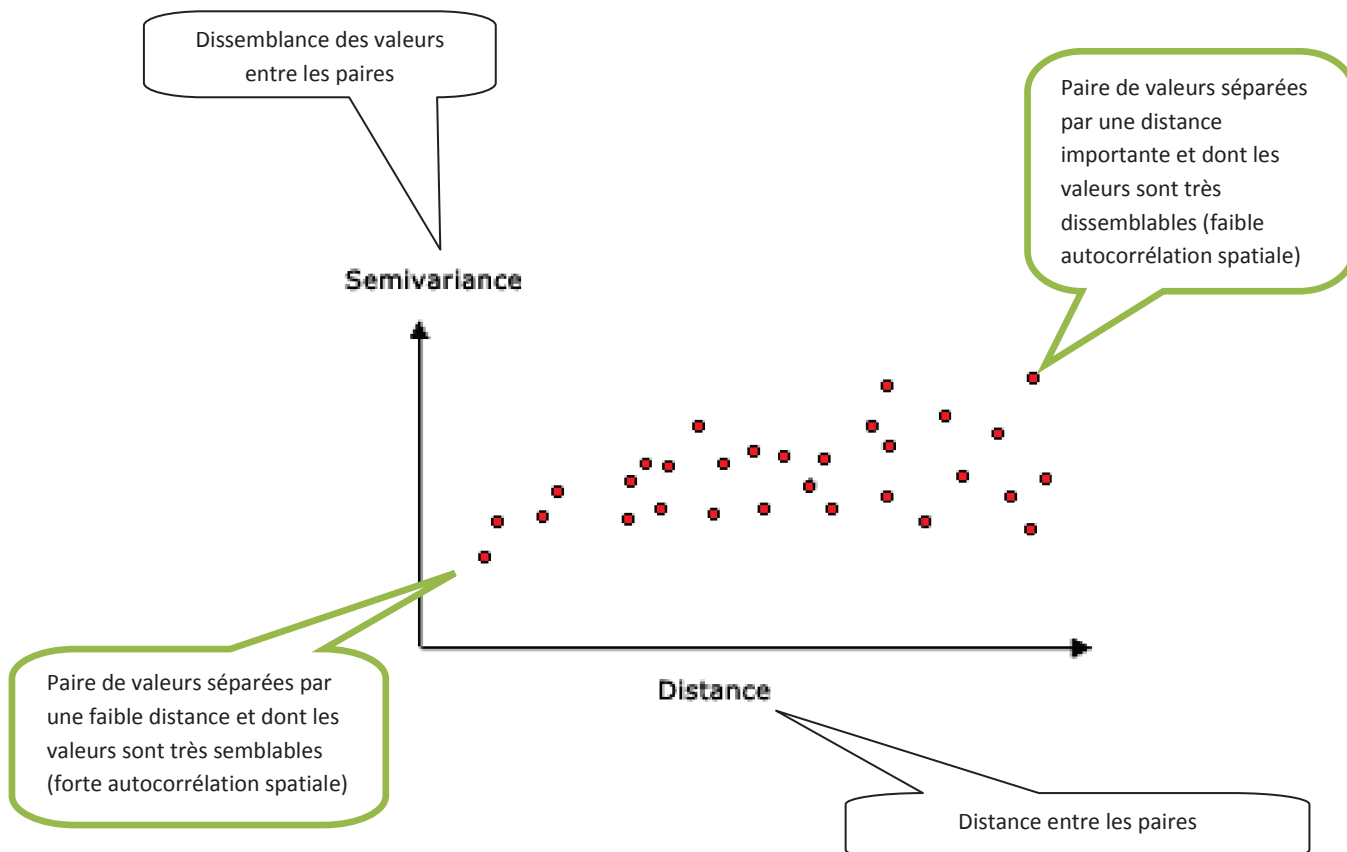 Dissemblance des valeurs
entre les paires
Paire de valeurs séparées
par une distance
importante et dont les
valeurs sont très
dissemblables (faible
autocorrélation spatiale)
Semivariance
Paire de valeurs séparées par
une faible distance et dont les
valeurs sont très semblables
(forte autocorrélation spatiale)
Distance
Distance entre les paires